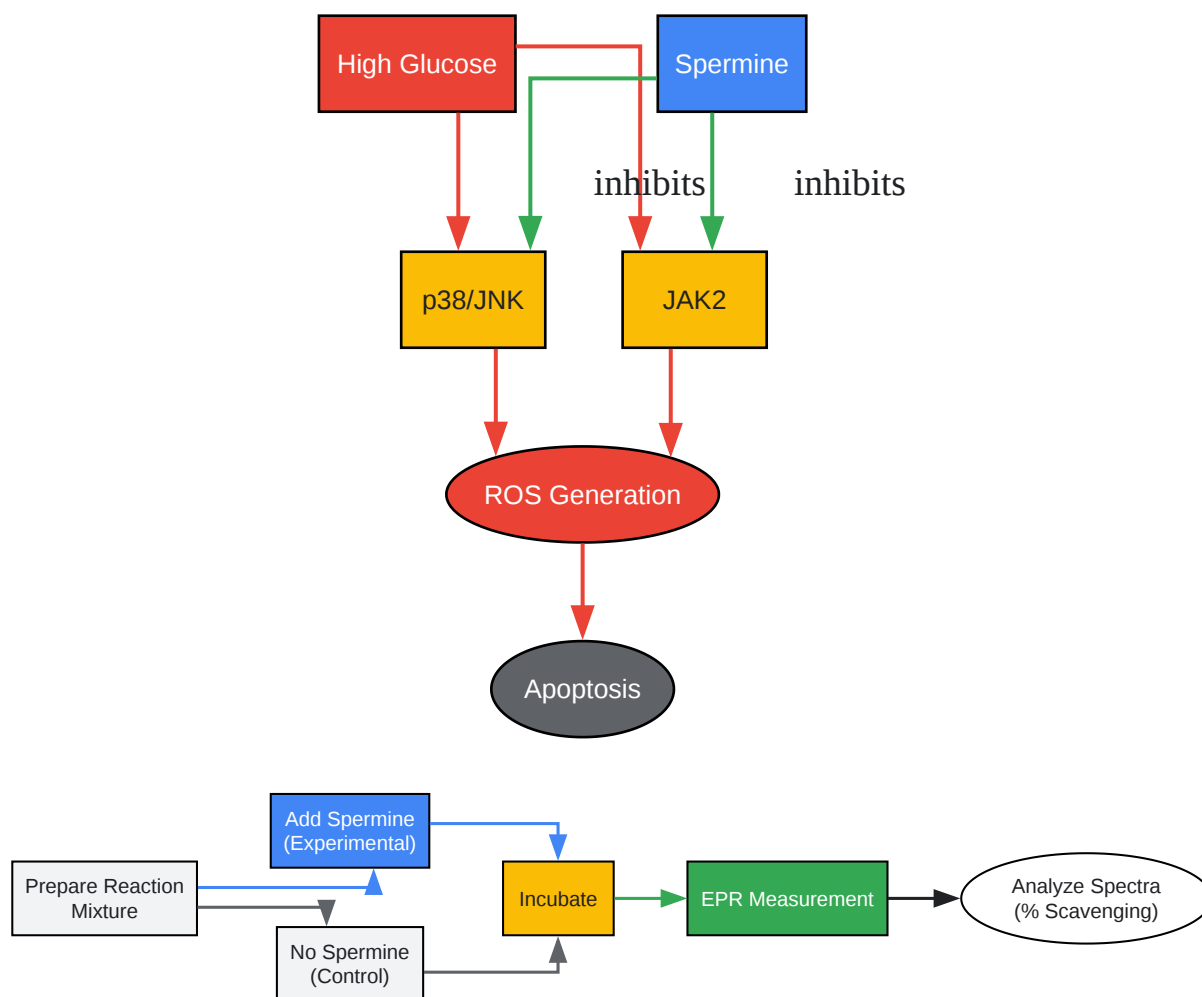 High Glucose
Spermine
inhibits
inhibits
p38/JNK
JAK2
ROS Generation
Apoptosis
Add Spermine
(Experimental)
Prepare Reaction
Mixture
No Spermine
(Control)
Incubate
EPR Measurement
Analyze Spectra
(% Scavenging)